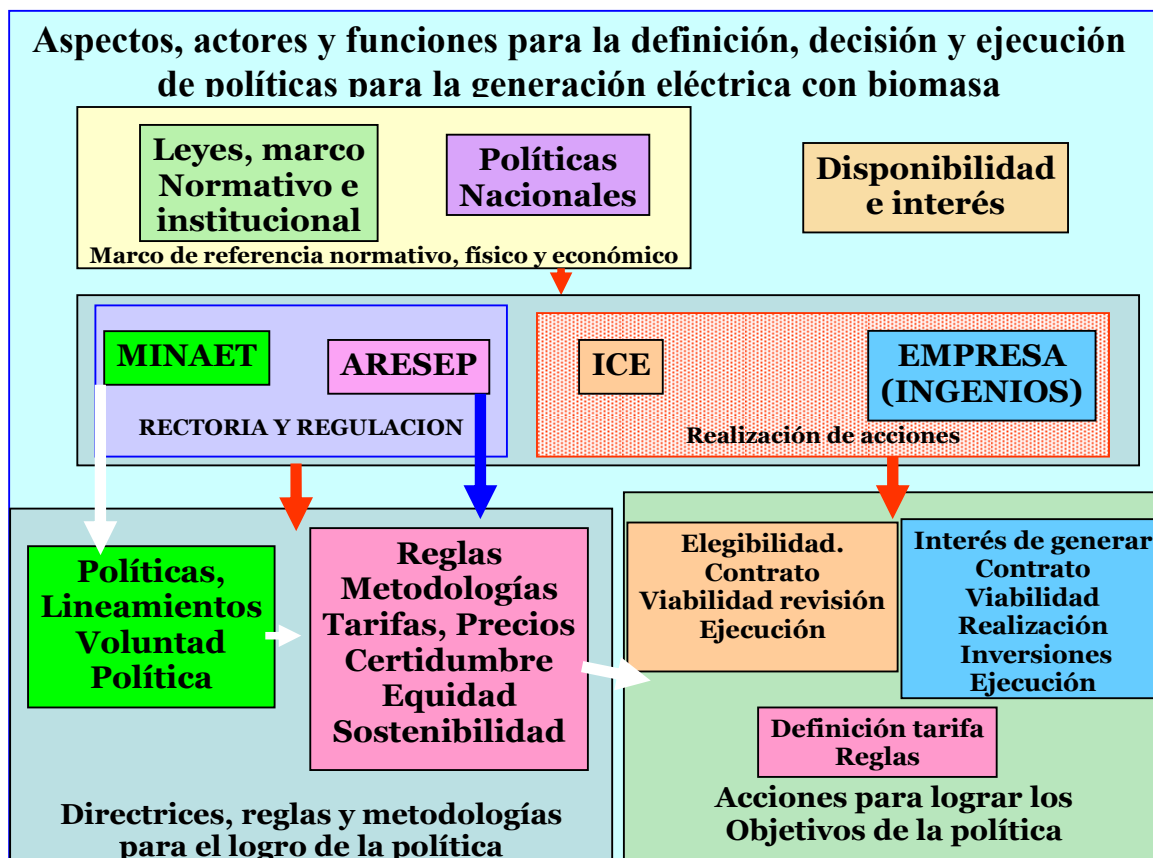 Aspectos, actores y funciones para la definición, decisión y ejecución
de políticas para la generación eléctrica con biomasa
Leyes, marco
Normativo e
institucional
Políticas
Nacionales
Disponibilidad
e interés
Marco de referencia normativo, físico y económico
MINAET
ARESEP
RECTORIA Y REGULACION
ICE
EMPRESA
(INGENIOS)
Realización de acciones
Políticas,
Lineamientos
Voluntad
Política
Reglas
Metodologías
Tarifas, Precios
Certidumbre
Equidad
Sostenibilidad
Directrices, reglas y metodologías
para el logro de la política
Elegibilidad.
Contrato
Viabilidad revisión
Ejecución
Interés de generar
Contrato
Viabilidad
Realización
Inversiones
Ejecución
Definición tarifa
Reglas
Acciones para lograr los
Objetivos de la política